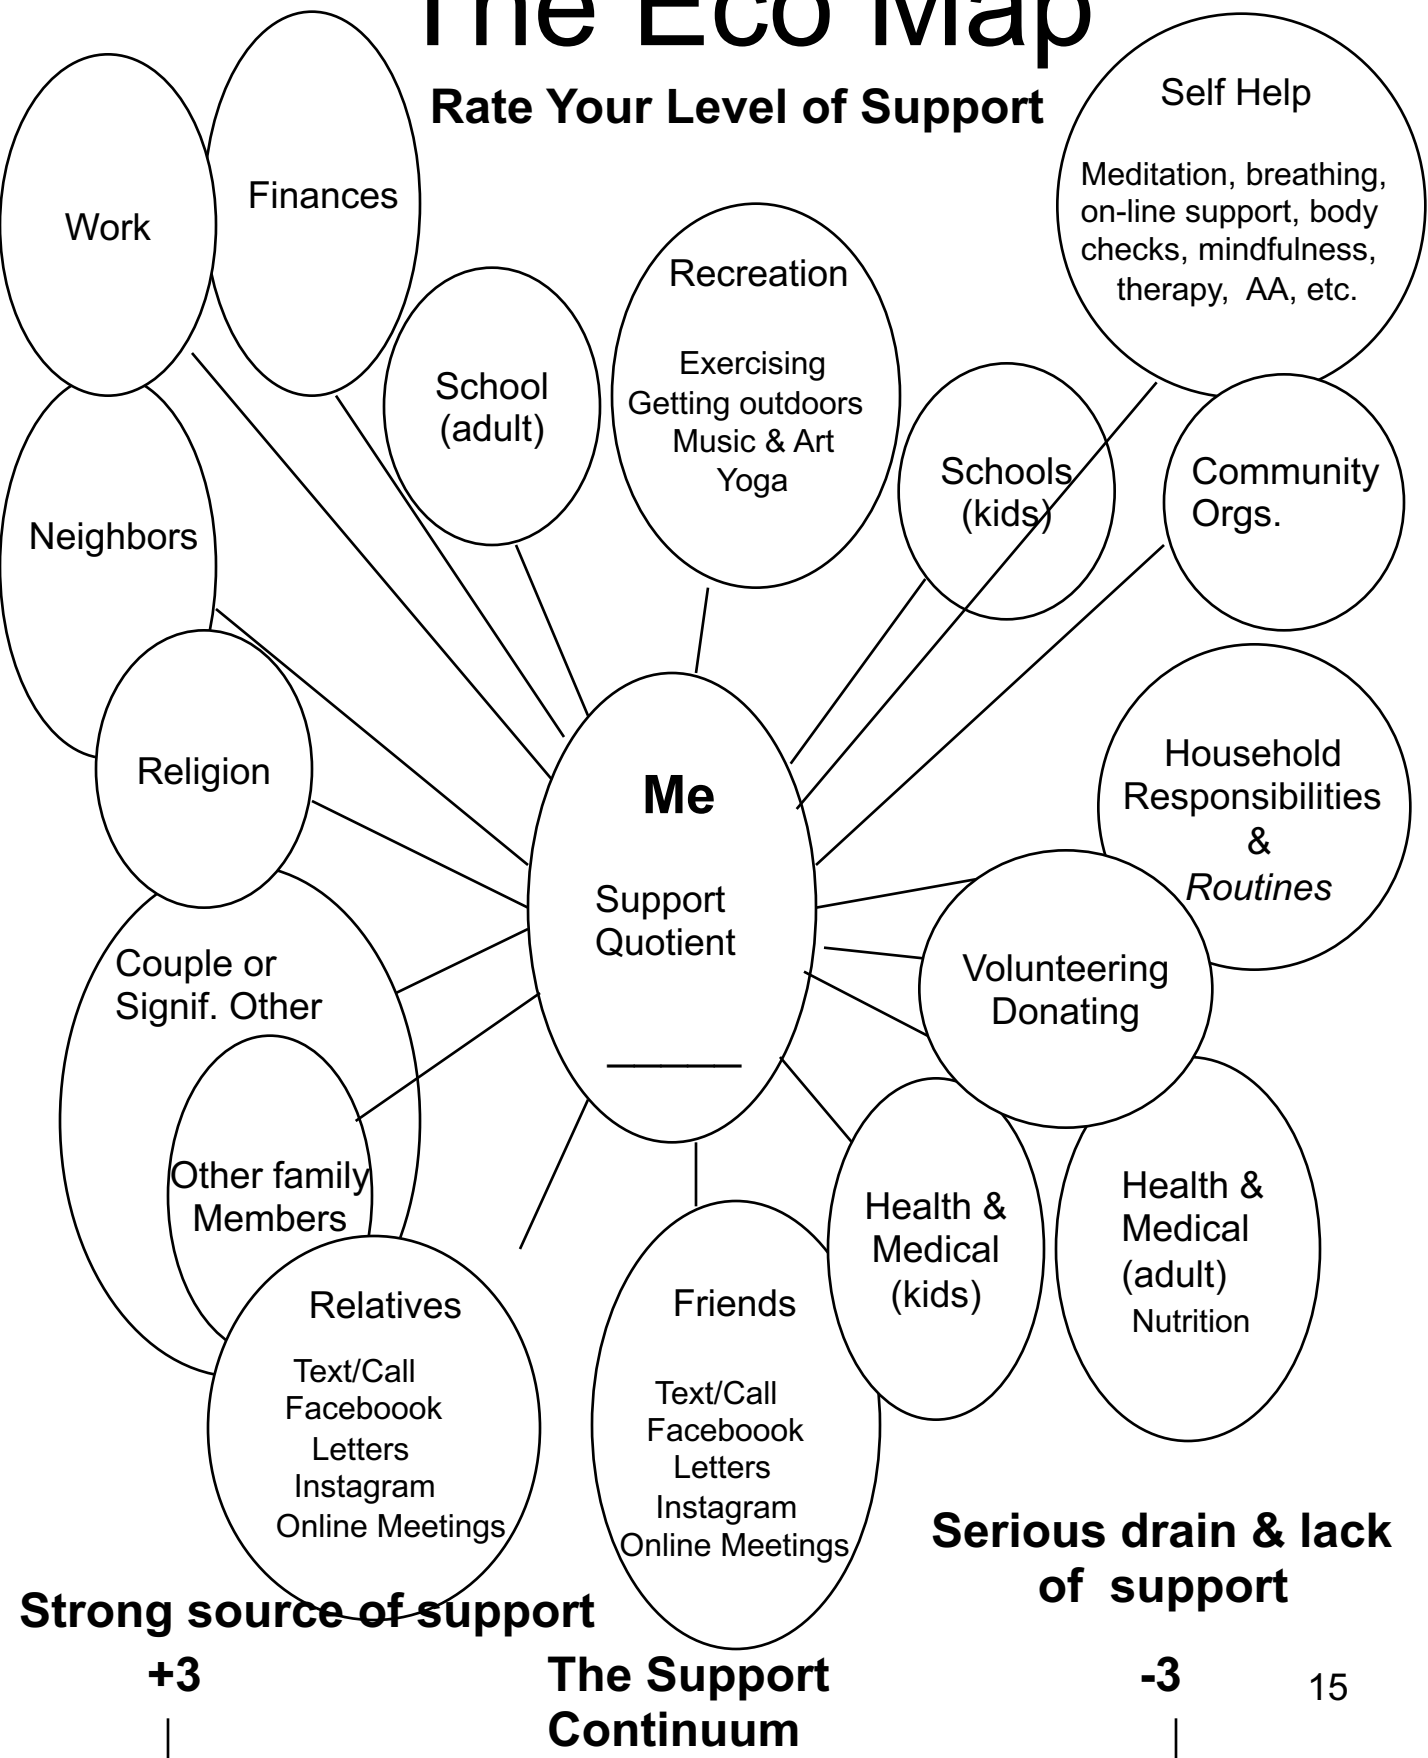 The Eco Map
Rate Your Level of Support
Work
Finances
School
(adult)
Recreation
Exercising
Getting outdoors
Music & Art
Yoga
Self Help
Meditation, breathing,
on-line support, body
checks, mindfulness,
therapy, AA, etc.
Schools
(kids)
Community
Orgs.
Neighbors
Religion
Me
Support
Quotient
Household
Responsibilities
&
Routines
Volunteering
Donating
Couple or
Signif. Other
Other family
Members
Relatives
Text/Call
Faceboook
Letters
Instagram
Online Meetings
Friends
Text/Call
Faceboook
Letters
Instagram
Online Meetings
Health &
Medical
(kids)
Health &
Medical
(adult)
Nutrition
Strong source of support
+3
The Support
Continuum
Serious drain & lack
of support
-3
15